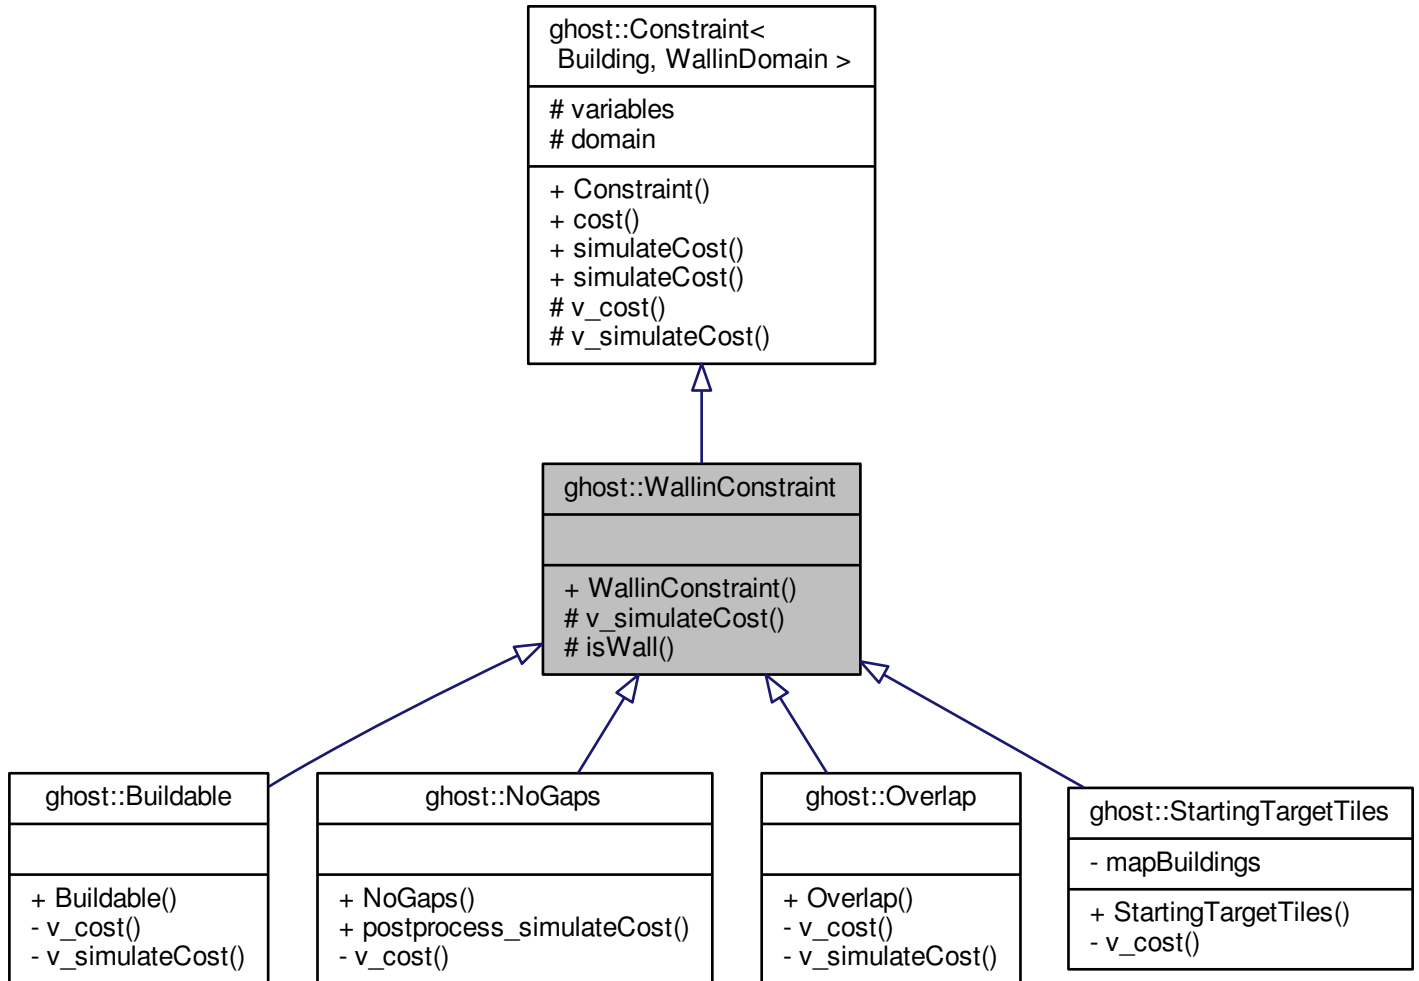 ghost::Constraint<
Building, WallinDomain >
# variables
# domain
+ Constraint()
+ cost()
+ simulateCost()
+ simulateCost()
# v_cost()
# v_simulateCost()
ghost::WallinConstraint
+ WallinConstraint()
# v_simulateCost()
# isWall()
ghost::Buildable
+ Buildable()
- v_cost()
- v_simulateCost()
ghost::NoGaps
+ NoGaps()
+ postprocess_simulateCost()
- v_cost()
ghost::Overlap
+ Overlap()
- v_cost()
- v_simulateCost()
ghost::StartingTargetTiles
- mapBuildings
+ StartingTargetTiles()
- v_cost()